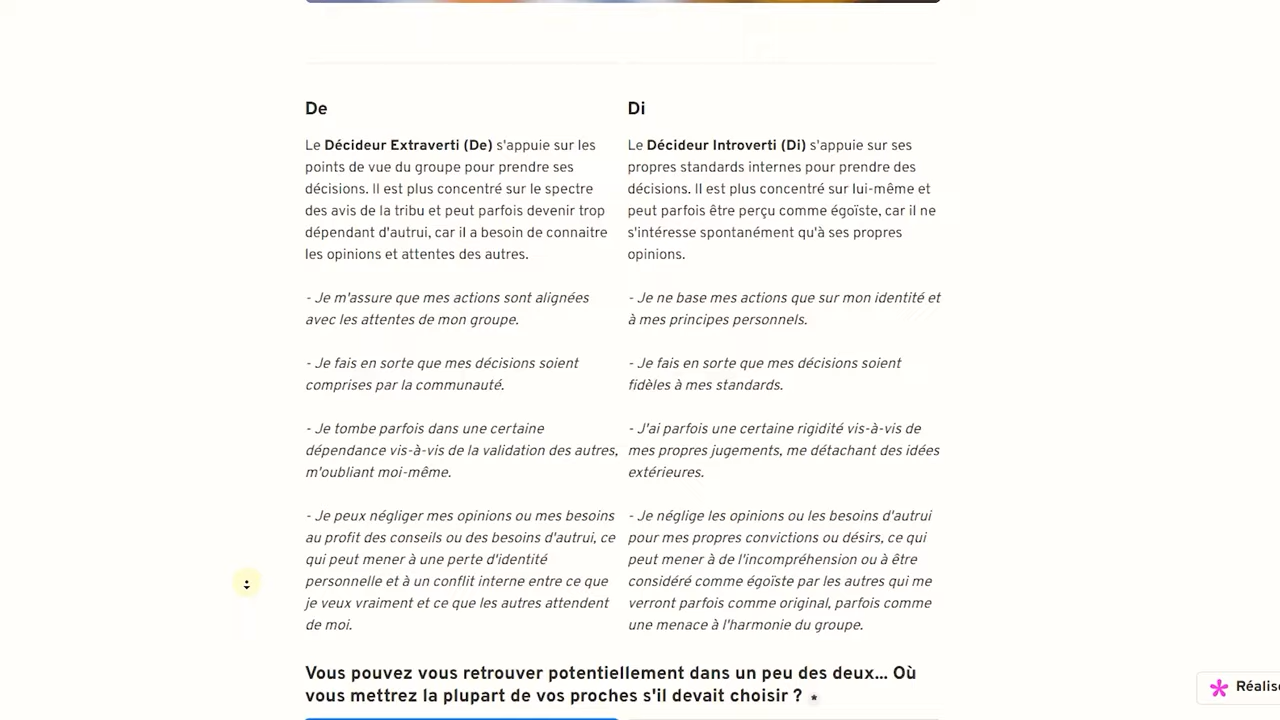 De
Le Décideur Extraverti (De) s'appuie sur les
points de vue du groupe pour prendre ses
décisions. Il est plus concentré sur le spectre
des avis de la tribu et peut parfois devenir trop
dépendant d'autrui, car il a besoin de connaitre
les opinions et attentes des autres.
- Je m'assure que mes actions sont alignées
avec les attentes de mon groupe.
- Je fais en sorte que mes décisions soient
comprises par la communauté.
- Je tombe parfois dans une certaine
dépendance vis-à-vis de la validation des autres,
m'oubliant moi-même.
- Je peux négliger mes opinions ou mes besoins
au profit des conseils ou des besoins d'autrui, ce
qui peut mener à une perte d'identité
personnelle et à un conflit interne entre ce que
je veux vraiment et ce que les autres attendent
de moi.
Di
Le Décideur Introverti (Di) s'appuie sur ses
propres standards internes pour prendre des
décisions. Il est plus concentré sur lui-même et
peut parfois être perçu comme égoïste, car il ne
s'intéresse spontanément qu'à ses propres
opinions.
- Je ne base mes actions que sur mon identité et
à mes principes personnels.
- Je fais en sorte que mes décisions soient
fidèles à mes standards.
- J'ai parfois une certaine rigidité vis-à-vis de
mes propres jugements, me détachant des idées
extérieures.
- Je néglige les opinions ou les besoins d'autrui
pour mes propres convictions ou désirs, ce qui
peut mener à de l'incompréhension ou à être
considéré comme égoïste par les autres qui me
verront parfois comme original, parfois comme
une menace à l'harmonie du groupe.
Vous pouvez vous retrouver potentiellement dans un peu des deux... Où
vous mettrez la plupart de vos proches s'il devait choisir ? *
Réalis